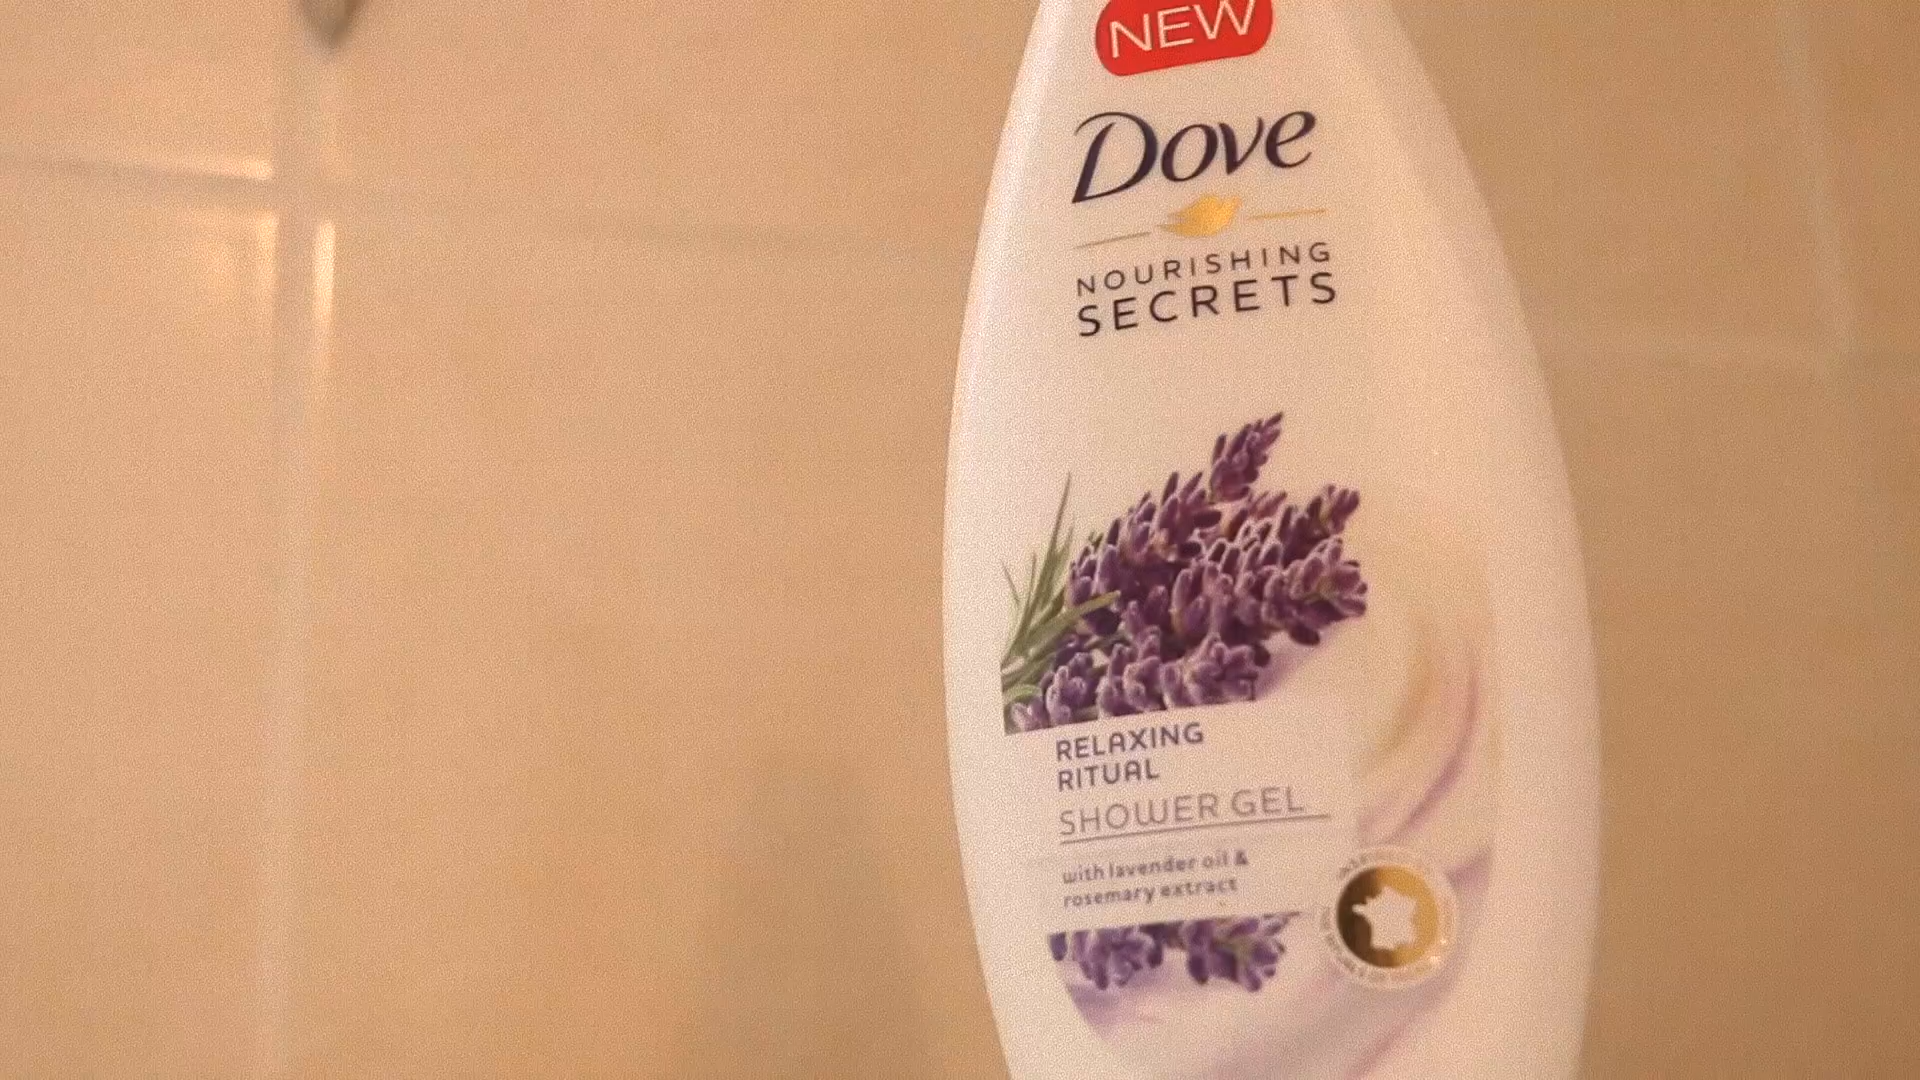 NEW
Dove
NOURISHING
SECRETS
RELAXING
RITUAL
SHOWER GEL
with lavender oil &
rosemary extract